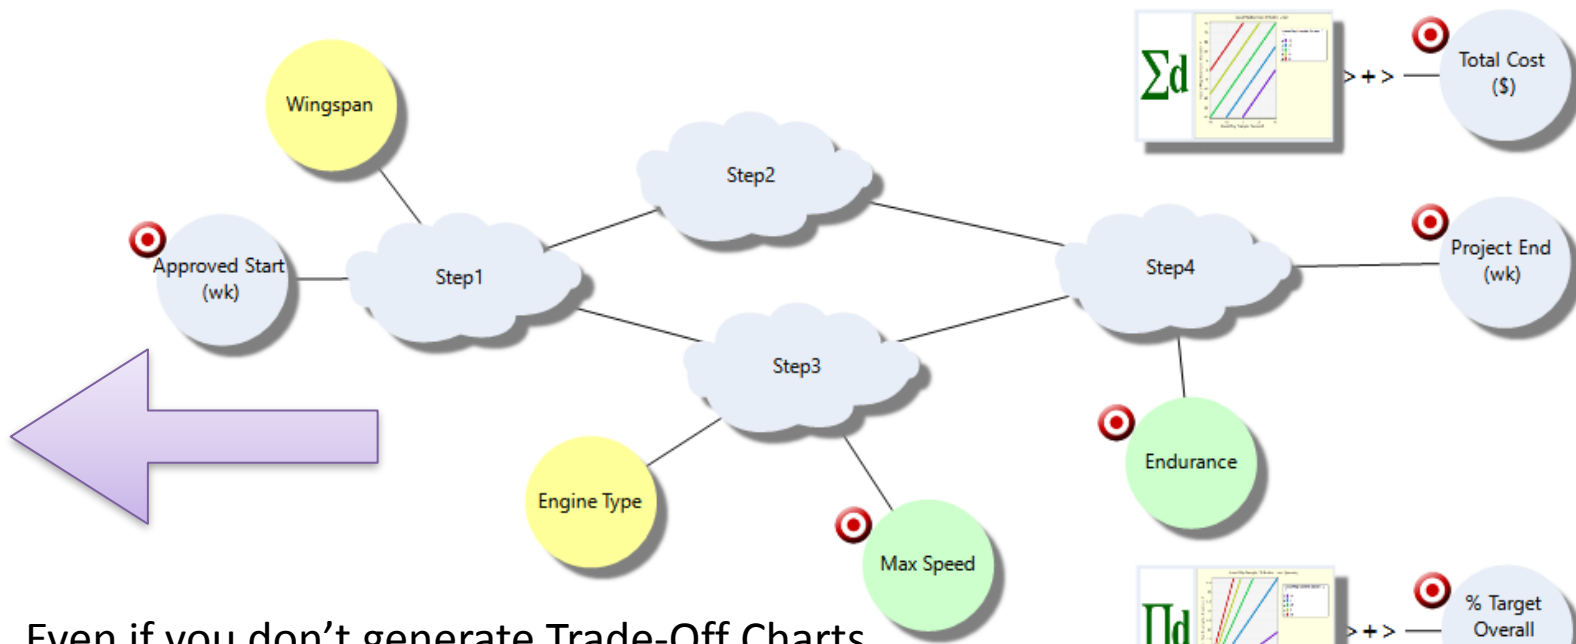 Wingspan
Step2
Σd
>+>
Total Cost
($)
Approved Start
(wk)
Step1
Step4
Project End
(wk)
Step3
Engine Type
Max Speed
Endurance
∏d
>+>
% Target
Overall
Even if you don't generate Trade-Off Charts